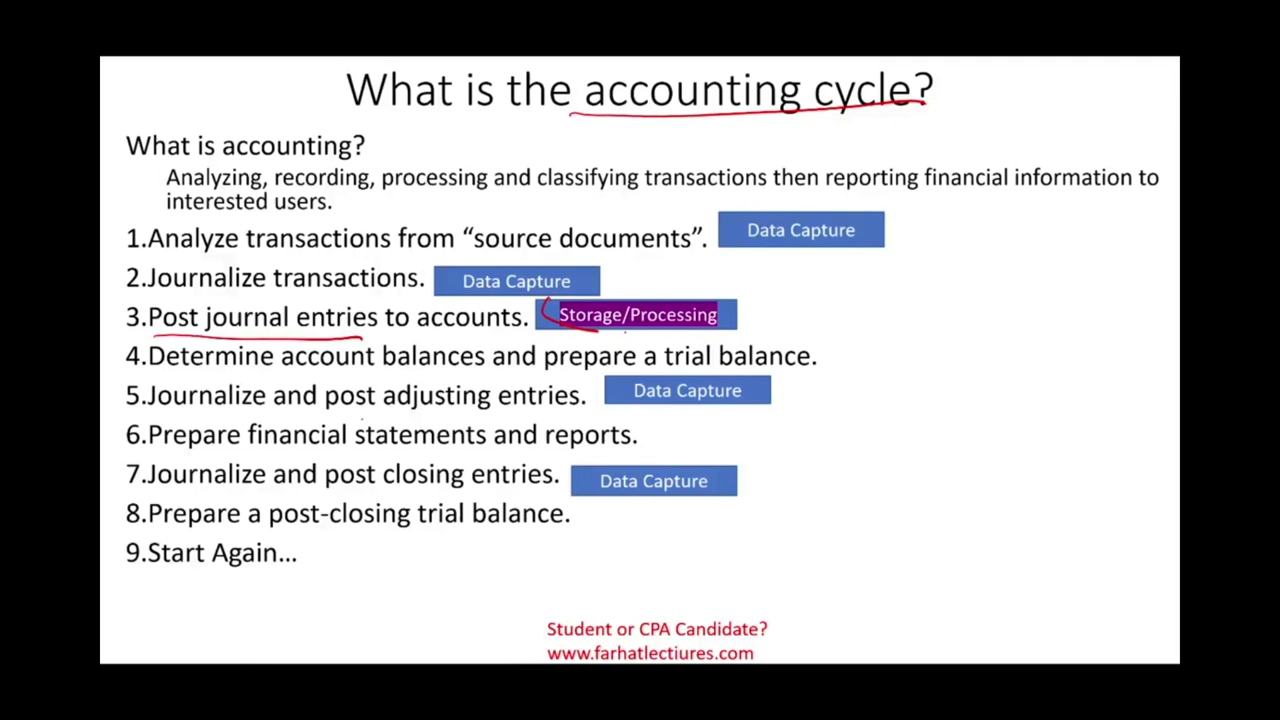 What is the accounting cycle?
What is accounting?
Analyzing, recording, processing and classifying transactions then reporting financial information to
interested users.
1.Analyze transactions from “source documents”. Data Capture
2.Journalize transactions. Data Capture
3.Post journal entries to accounts. Storage/Processing
4.Determine account balances and prepare a trial balance.
5.Journalize and post adjusting entries. Data Capture
6.Prepare financial statements and reports.
7.Journalize and post closing entries. Data Capture
8.Prepare a post-closing trial balance.
9.Start Again...
Student or CPA Candidate?
www.farhatlectiures.com